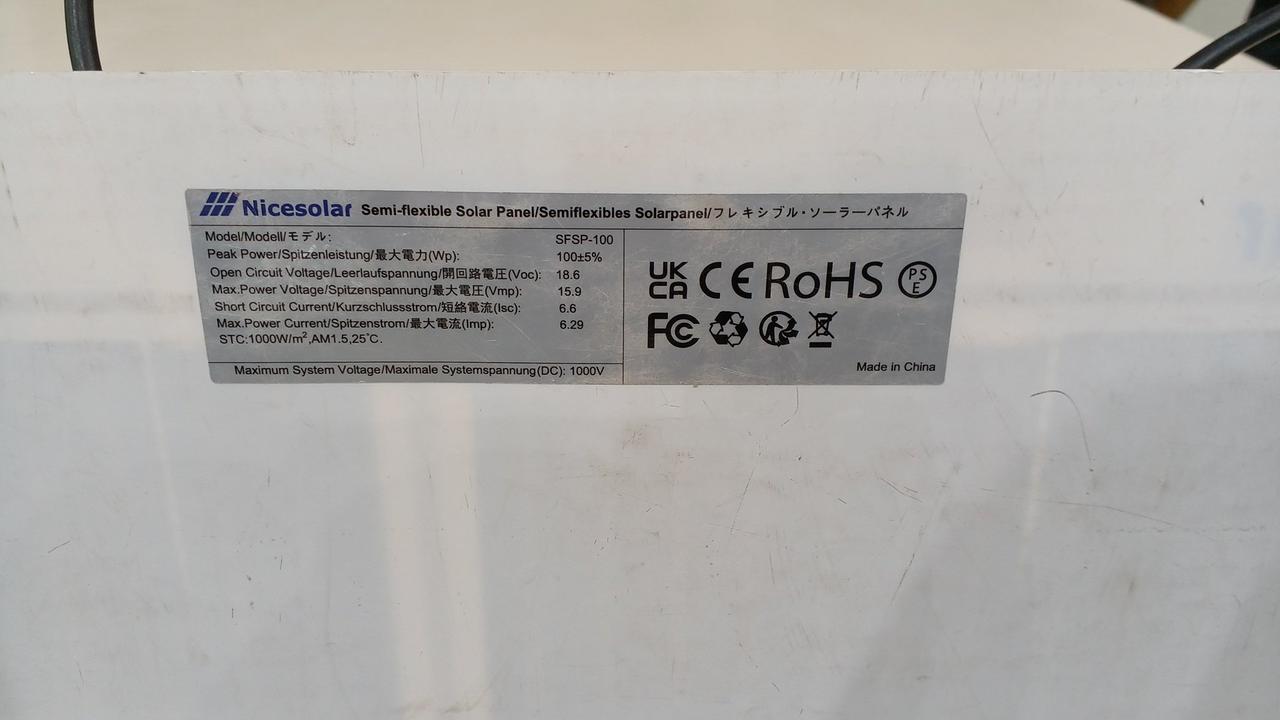 Nicesolar Semi-flexible Solar Panel/Semiflexibles Solarpanel/フレキシブル・ソーラーパネル
Model/Modell/モデル: SFSP-100
Peak Power/Spitzenleistung/最大電力(Wp): 100±5%
Open Circuit Voltage/Leerlaufspannung/開回路電圧(Voc): 18.6
Max.Power Voltage/Spitzenspannung/最大電圧(Vmp): 15.9
Short Circuit Current/Kurzschlussstrom/短絡電流(Isc): 6.6
Max.Power Current/Spitzenstrom/最大電流(Imp): 6.29
STC:1000W/m²,AM1.5,25°C.
Maximum System Voltage/Maximale Systemspannung(DC): 1000V
UK CA CE RoHS PS E
FC
Made in China